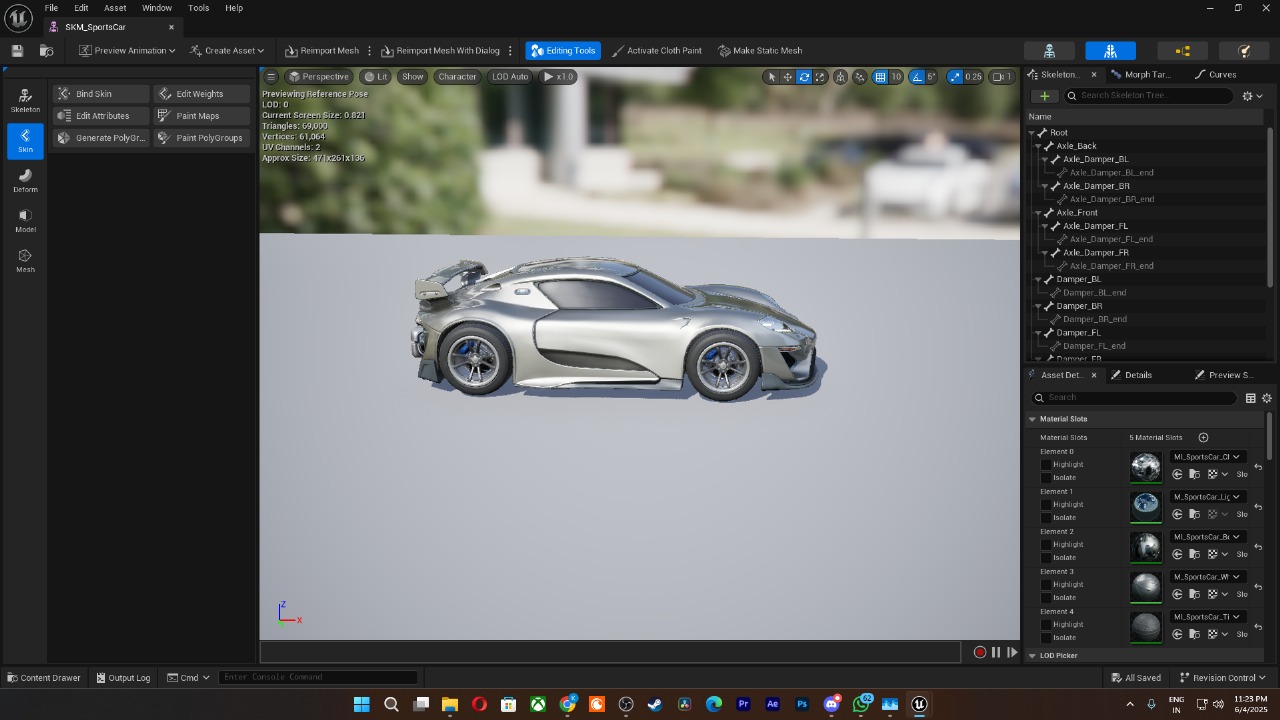 File Edit Asset Window Tools Help
SKM_SportsCar
Preview Animation Create Asset Reimport Mesh Reimport Mesh With Dialog Editing Tools Activate Cloth Paint Make Static Mesh
Skeleton
Skin
Deform
Model
Mesh
Bind Skin Edit Weights
Edit Attributes Paint Maps
Generate PolyGr... Paint PolyGroups
Perspective Lit Show Character LOD Auto x1.0 10 5° 0.25 1
Previewing Reference Pose
LOD: 0
Current Screen Size: 0.821
Triangles: 69,000
Vertices: 61,064
UV Channels: 2
Approx Size: 471x261x136
Z
X
Skeleton... Morph Tar... Curves
Search Skeleton Tree...
Name
Root
Axle_Back
Axle_Damper_BL
Axle_Damper_BL_end
Axle_Damper_BR
Axle_Damper_BR_end
Axle_Front
Axle_Damper_FL
Axle_Damper_FL_end
Axle_Damper_FR
Axle_Damper_FR_end
Damper_BL
Damper_BL_end
Damper_BR
Damper_BR_end
Damper_FL
Damper_FL_end
Damper_FR
Asset Det... Details Preview S...
Search
Material Slots
Material Slots 5 Material Slots
Element 0 MI_SportsCar_Cl
Highlight
Isolate Slo
Element 1 M_SportsCar_Lig
Highlight
Isolate Slo
Element 2 M_SportsCar_Br
Highlight
Isolate Slo
Element 3 M_SportsCar_Wh
Highlight
Isolate Slo
Element 4 MI_SportsCar_Ti
Highlight
Isolate Slo
LOD Picker
Content Drawer Output Log Cmd Enter Console Command All Saved Revision Control
ENG
IN
11:23 PM
6/4/2025